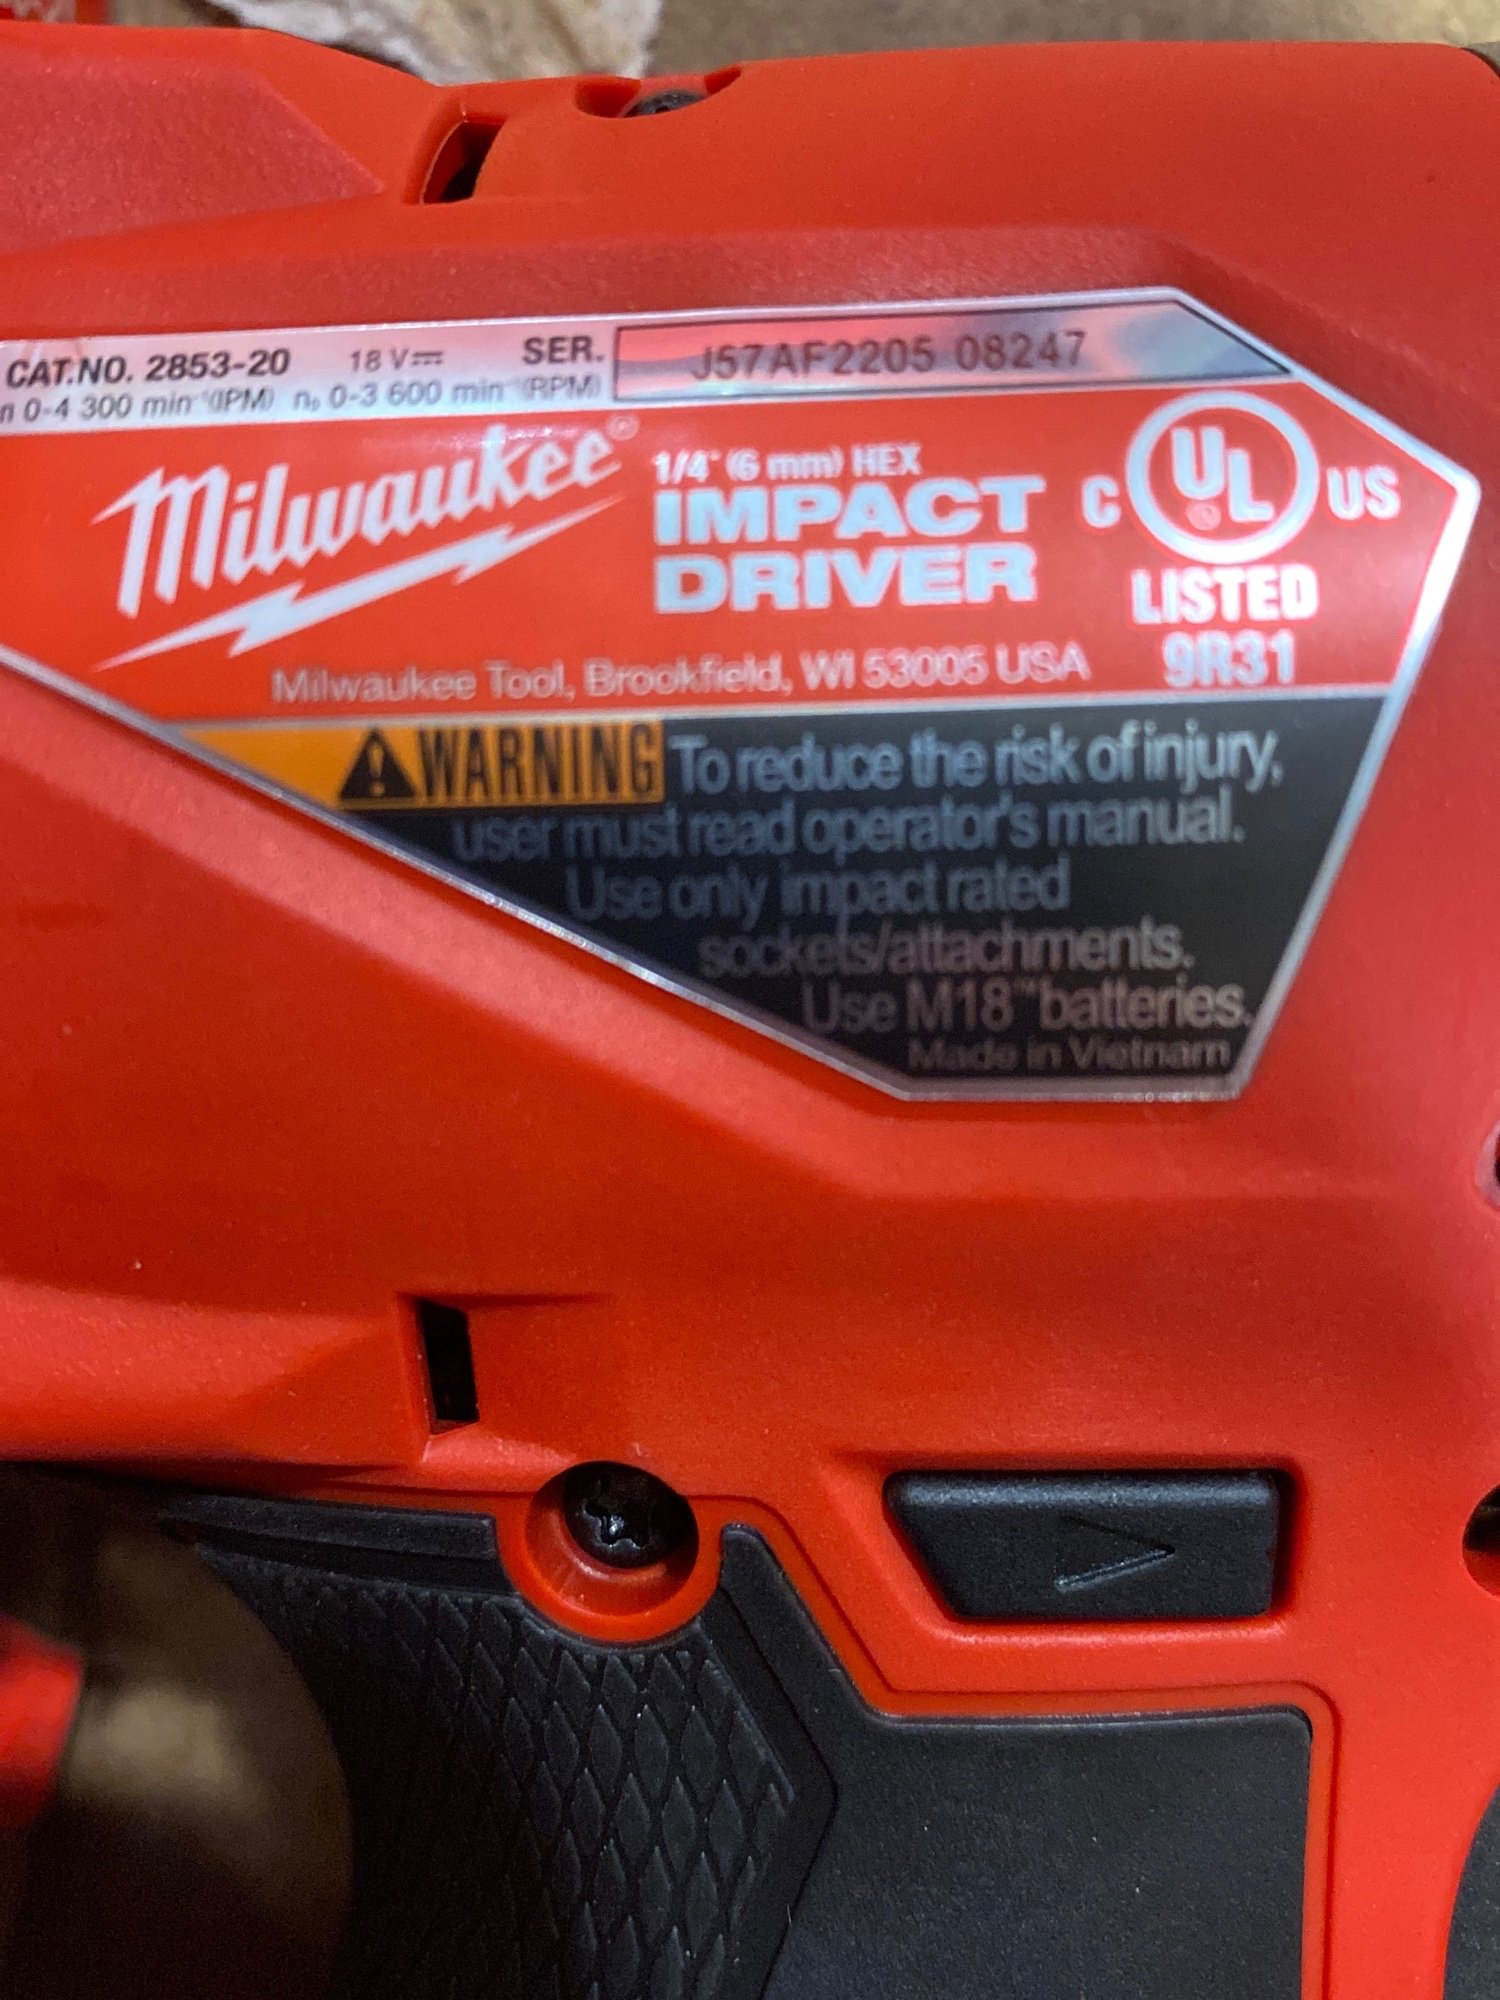 CAT.NO. 2853-20 18 V⎓ SER. J57AF2205 08247
n 0-4 300 min⁻¹(IPM) n₀ 0-3 600 min⁻¹(RPM)
Milwaukee®
1/4" (6 mm) HEX
IMPACT
DRIVER
C UL® US
LISTED
9R31
Milwaukee Tool, Brookfield, WI 53005 USA
⚠WARNING To reduce the risk of injury,
user must read operator's manual.
Use only impact rated
sockets/attachments.
Use M18™ batteries.
Made in Vietnam